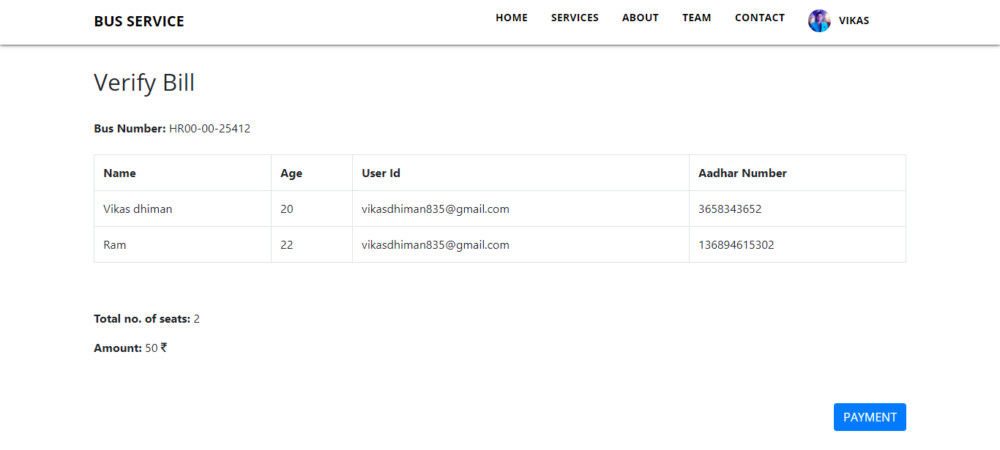 BUS SERVICE HOME SERVICES ABOUT TEAM CONTACT VIKAS
Verify Bill
Bus Number: HR00-00-25412
Name Age User Id Aadhar Number
Vikas dhiman 20 vikasdhiman835@gmail.com 3658343652
Ram 22 vikasdhiman835@gmail.com 136894615302
Total no. of seats: 2
Amount: 50 ₹
PAYMENT